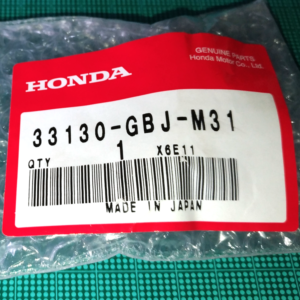 GENUINE PARTS
Honda Motor Co., Ltd.
HONDA
33130-GBJ-M31
QTY 1 X6E11
MADE IN JAPAN